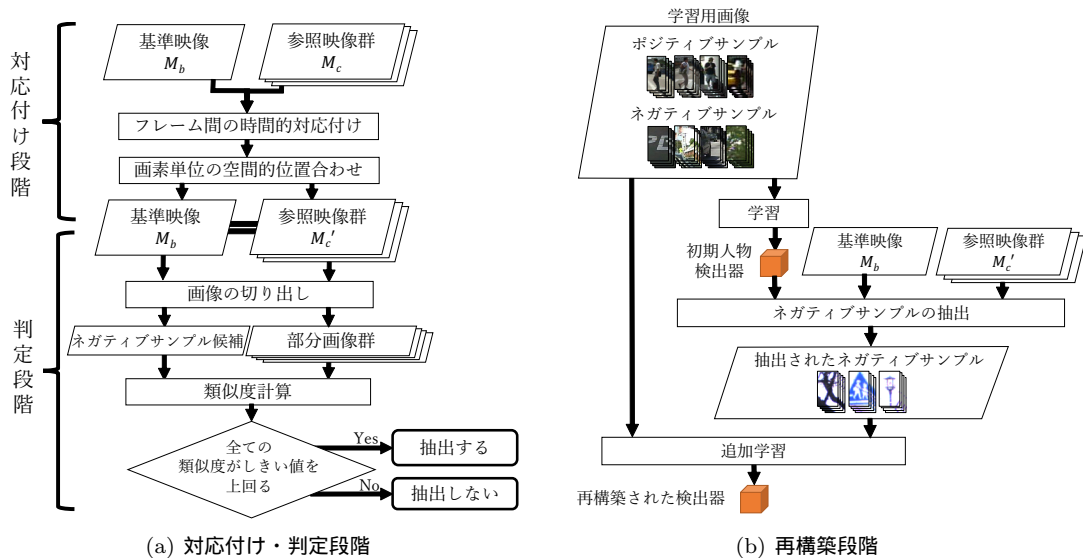 対応付け段階
基準映像
M_b
参照映像群
M_c
フレーム間の時間的対応付け
画素単位の空間的位置合わせ
基準映像
M_b
参照映像群
M_c'
判定段階
画像の切り出し
ネガティブサンプル候補
部分画像群
類似度計算
全ての
類似度がしきい値を
上回る
Yes
抽出する
No
抽出しない
(a) 対応付け・判定段階
学習用画像
ポジティブサンプル
ネガティブサンプル
学習
初期人物
検出器
基準映像
M_b
参照映像群
M_c'
ネガティブサンプルの抽出
抽出されたネガティブサンプル
追加学習
再構築された検出器
(b) 再構築段階